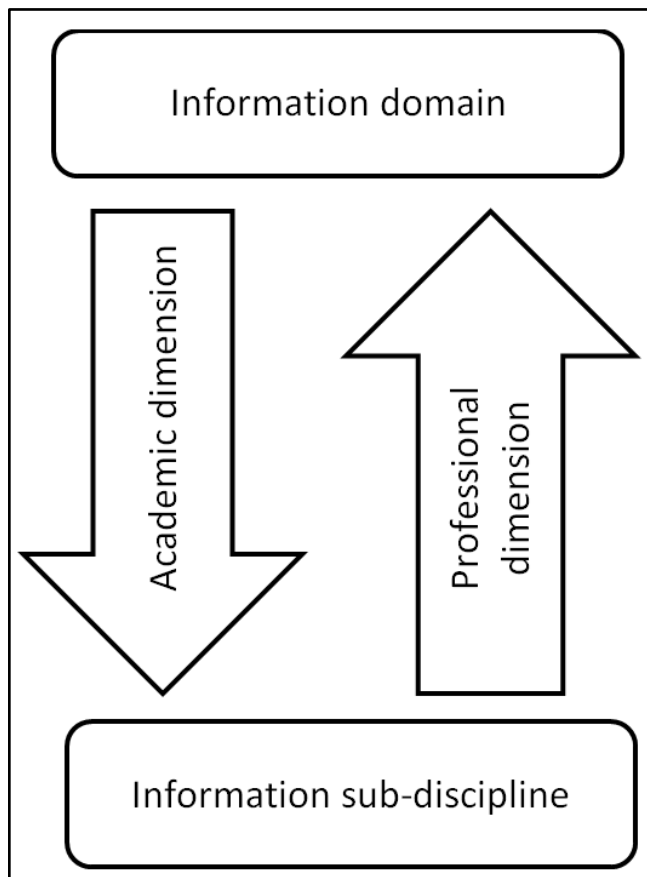 Information domain
Academic dimension
Professional
dimension
Information sub-discipline